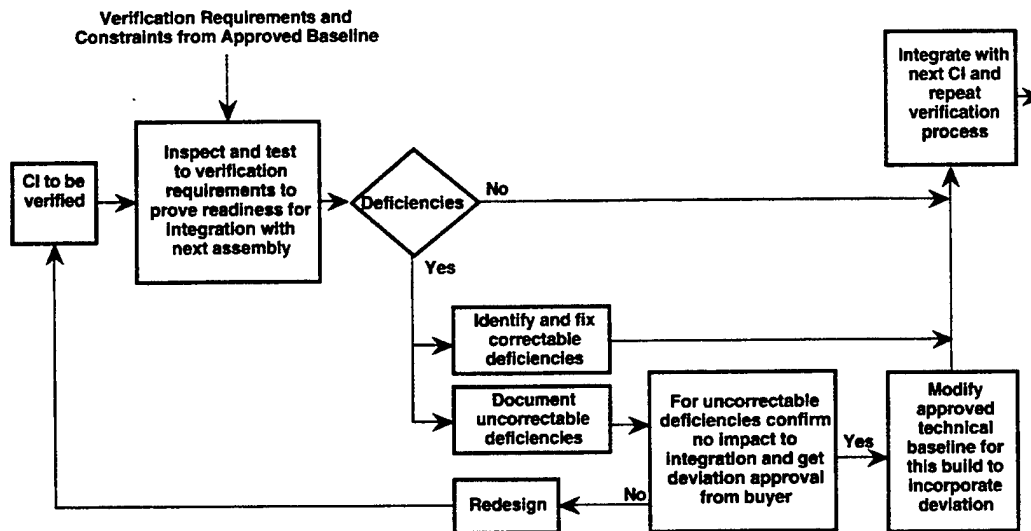 Verification Requirements and
Constraints from Approved Baseline
Integrate with
next CI and
repeat
verification
process
CI to be
verified
Inspect and test
to verification
requirements to
prove readiness for
integration with
next assembly
Deficiencies
No
Yes
Identify and fix
correctable
deficiencies
Document
uncorrectable
deficiencies
For uncorrectable
deficiencies confirm
no impact to
integration and get
deviation approval
from buyer
Yes
Modify
approved
technical
baseline for
this build to
incorporate
deviation
No
Redesign